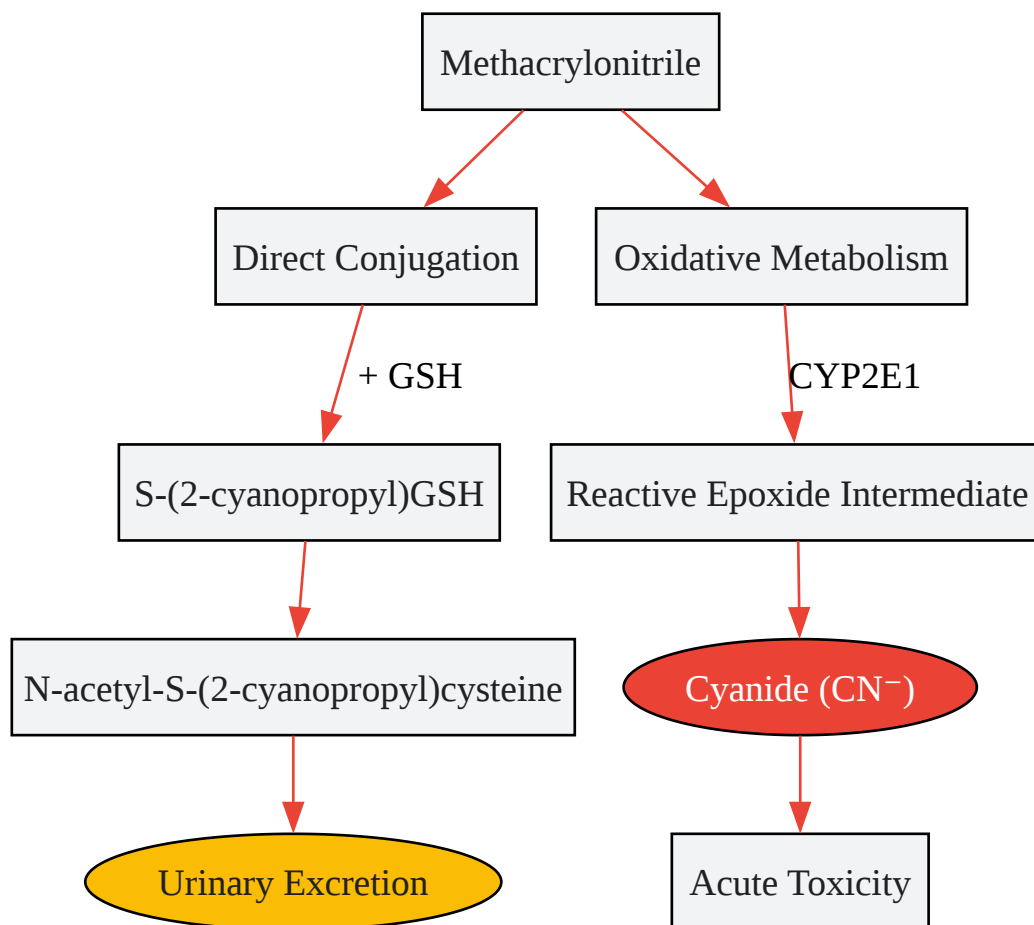 Methacrylonitrile
Direct Conjugation
Oxidative Metabolism
+ GSH
CYP2E1
S-(2-cyanopropyl)GSH
Reactive Epoxide Intermediate
N-acetyl-S-(2-cyanopropyl)cysteine
Cyanide (CN⁻)
Urinary Excretion
Acute Toxicity